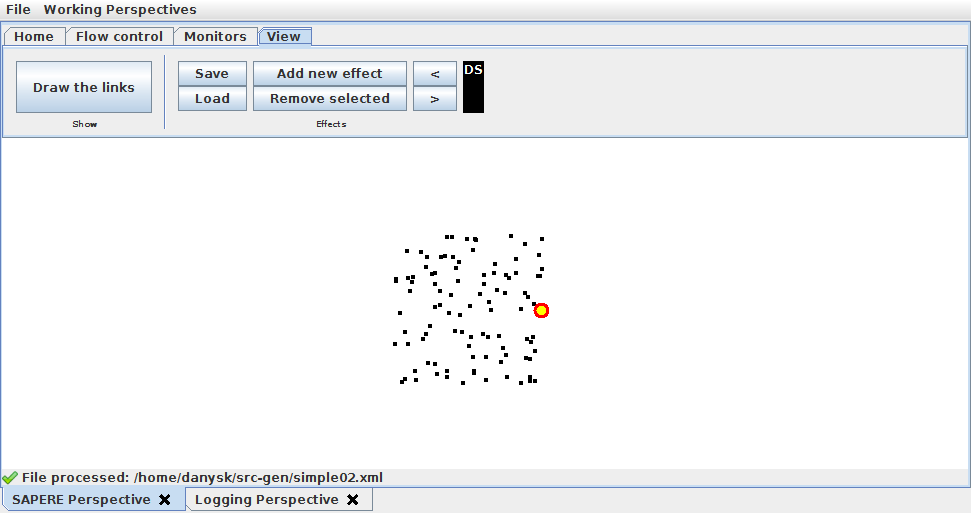 File Working Perspectives
Home Flow control Monitors View
Draw the links
Show
Save Add new effect <
Load Remove selected >
Effects
DS
File processed: /home/danysk/src-gen/simple02.xml
SAPERE Perspective Logging Perspective